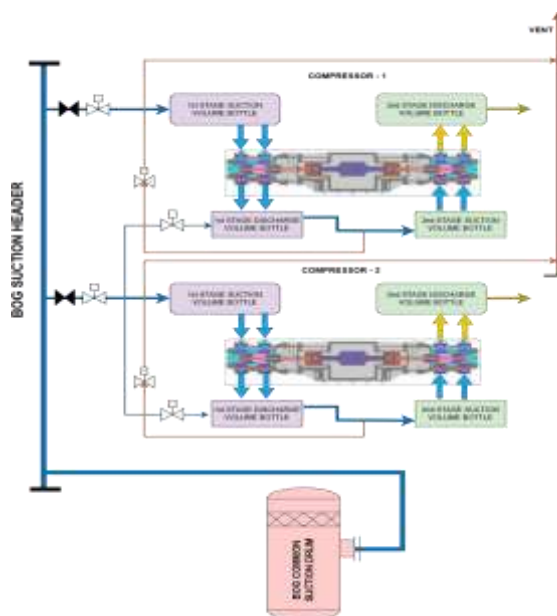 VENT
COMPRESSOR - 1
1st STAGE SUCTION
VOLUME BOTTLE
2nd STAGE DISCHARGE
VOLUME BOTTLE
1st STAGE DISCHARGE
VOLUME BOTTLE
2nd STAGE SUCTION
VOLUME BOTTLE
COMPRESSOR - 2
1st STAGE SUCTION
VOLUME BOTTLE
2nd STAGE DISCHARGE
VOLUME BOTTLE
1st STAGE DISCHARGE
VOLUME BOTTLE
2nd STAGE SUCTION
VOLUME BOTTLE
BOG SUCTION HEADER
BOG COMMON
SUCTION DRUM